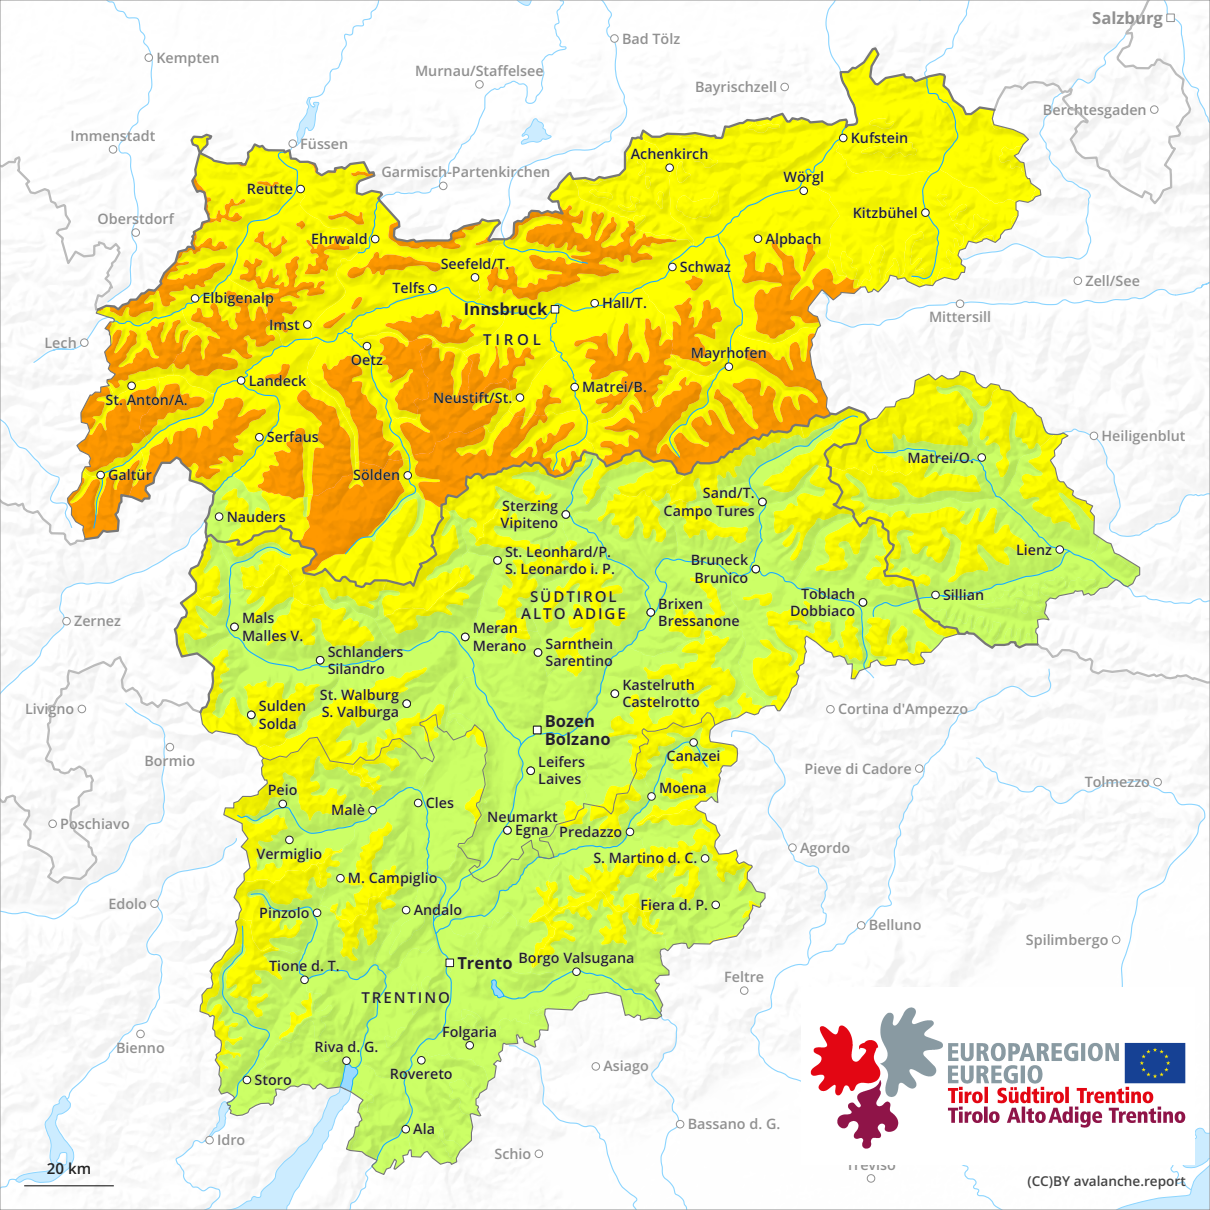 Salzburg
Bad Tölz
Kempten
Murnau/Staffelsee
Bayrischzell
Berchtesgaden
Immenstadt
Füssen
Kufstein
Achenkirch
Garmisch-Partenkirchen
Wörgl
Reutte
Oberstdorf
Kitzbühel
Ehrwald
Alpbach
Seefeld/T.
Schwaz
Zell/See
Telfs
Elbigenalp
Hall/T.
Innsbruck
Mittersill
Imst
TIROL
Lech
Mayrhofen
Oetz
Landeck
Matrei/B.
St. Anton/A.
Neustift/St.
Serfaus
Heiligenblut
Matrei/O.
Galtür
Sölden
Sand/T.
Campo Tures
Sterzing
Vipiteno
Nauders
Lienz
St. Leonhard/P.
S. Leonardo i. P.
Bruneck
Brunico
SÜDTIROL
ALTO ADIGE
Toblach
Dobbiaco
Sillian
Brixen
Bressanone
Zernez
Mals
Malles V.
Meran
Merano
Sarnthein
Sarentino
Schlanders
Silandro
Kastelruth
Castelrotto
St. Walburg
S. Valburga
Livigno
Sulden
Solda
Cortina d'Ampezzo
Bozen
Bolzano
Bormio
Canazei
Leifers
Laives
Pieve di Cadore
Tolmezzo
Peio
Moena
Malè
Cles
Neumarkt
Egna
Predazzo
Poschiavo
Vermiglio
S. Martino d. C.
Agordo
M. Campiglio
Edolo
Pinzolo
Andalo
Fiera d. P.
Belluno
Spilimbergo
Trento
Borgo Valsugana
Tione d. T.
Feltre
TRENTINO
Folgaria
Bienno
Riva d. G.
Rovereto
Asiago
Storo
EUROPAREGION
EUREGIO
Tirol Südtirol Trentino
Tirolo Alto Adige Trentino
Ala
Bassano d. G.
Idro
Schio
Treviso
20 km
(CC)BY avalanche.report